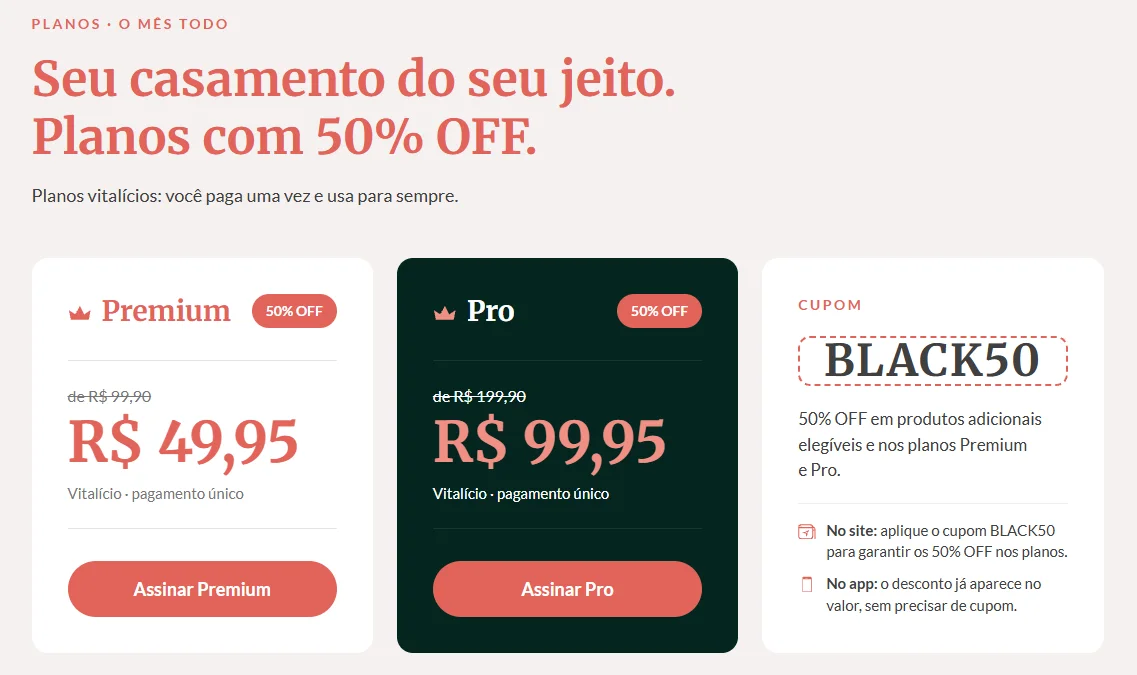 PLANOS · O MÊS TODO
Seu casamento do seu jeito.
Planos com 50% OFF.
Planos vitalícios: você paga uma vez e usa para sempre.
Premium
50% OFF
de R$ 99,90
R$ 49,95
Vitalício · pagamento único
Assinar Premium
Pro
50% OFF
de R$ 199,90
R$ 99,95
Vitalício · pagamento único
Assinar Pro
CUPOM
BLACK50
50% OFF em produtos adicionais
elegíveis e nos planos Premium
e Pro.
No site: aplique o cupom BLACK50
para garantir os 50% OFF nos planos.
No app: o desconto já aparece no
valor, sem precisar de cupom.